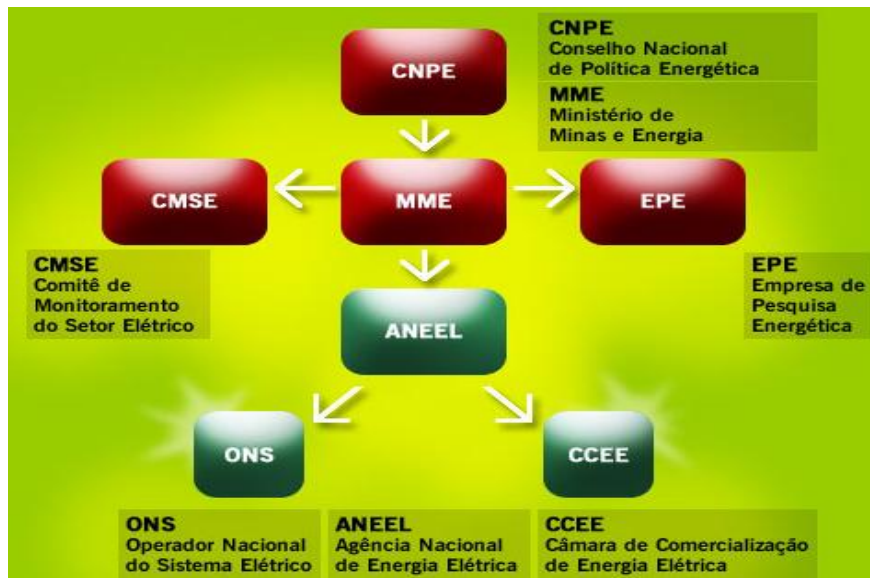 CNPE
CNPE
Conselho Nacional
de Política Energética
MME
Ministério de
Minas e Energia
CMSE
MME
EPE
CMSE
Comitê de
Monitoramento
do Setor Elétrico
EPE
Empresa de
Pesquisa
Energética
ANEEL
ONS
CCEE
ONS
Operador Nacional
do Sistema Elétrico
ANEEL
Agência Nacional
de Energia Elétrica
CCEE
Câmara de Comercialização
de Energia Elétrica